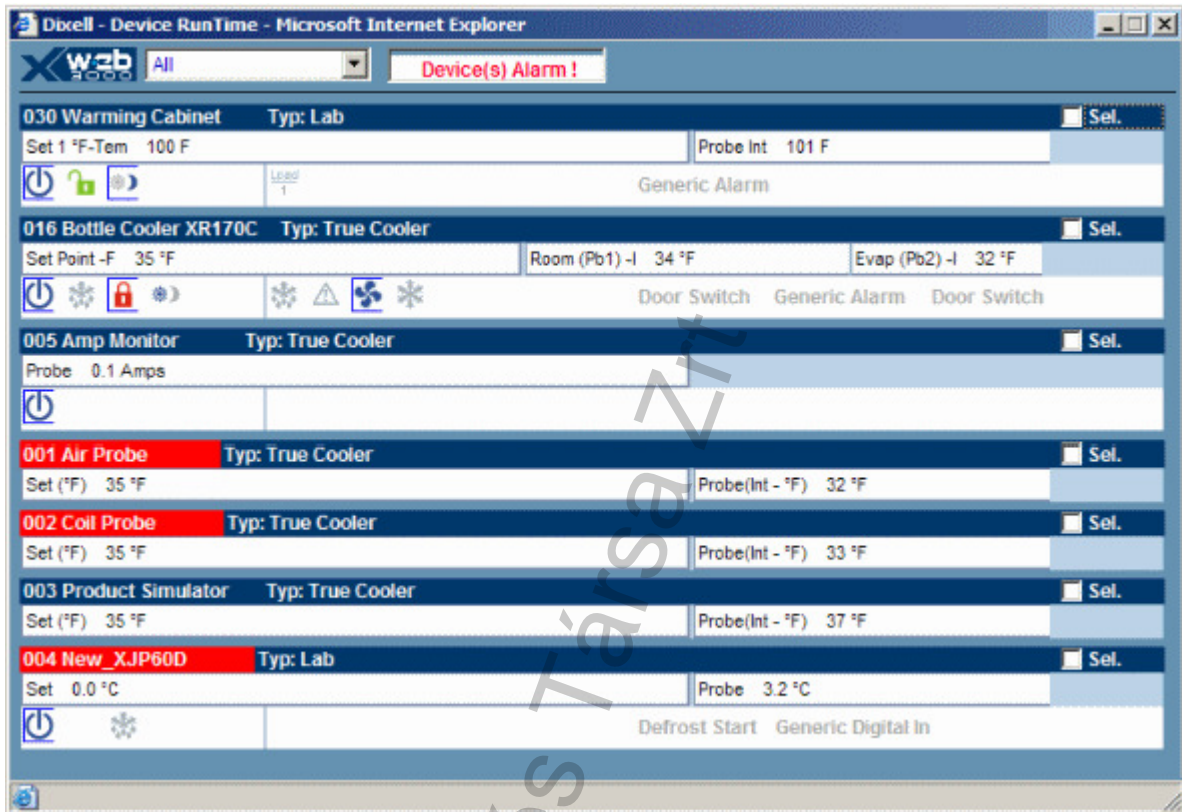 Dixell - Device RunTime - Microsoft Internet Explorer
Xweb 3000 All Device(s) Alarm !
030 Warming Cabinet Typ: Lab Sel.
Set 1 °F-Tem 100 F Probe Int 101 F
Load 1 Generic Alarm
016 Bottle Cooler XR170C Typ: True Cooler Sel.
Set Point -F 35 °F Room (Pb1) -I 34 °F Evap (Pb2) -I 32 °F
Door Switch Generic Alarm Door Switch
005 Amp Monitor Typ: True Cooler Sel.
Probe 0.1 Amps
001 Air Probe Typ: True Cooler Sel.
Set (°F) 35 °F Probe(Int - °F) 32 °F
002 Coil Probe Typ: True Cooler Sel.
Set (°F) 35 °F Probe(Int - °F) 33 °F
003 Product Simulator Typ: True Cooler Sel.
Set (°F) 35 °F Probe(Int - °F) 37 °F
004 New_XJP60D Typ: Lab Sel.
Set 0.0 °C Probe 3.2 °C
Defrost Start Generic Digital In
Társa Zrt